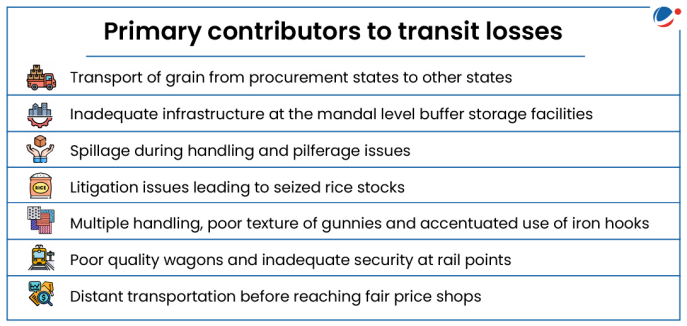 Primary contributors to transit losses
Transport of grain from procurement states to other states
Inadequate infrastructure at the mandal level buffer storage facilities
Spillage during handling and pilferage issues
RICE
Litigation issues leading to seized rice stocks
Multiple handling, poor texture of gunnies and accentuated use of iron hooks
Poor quality wagons and inadequate security at rail points
Distant transportation before reaching fair price shops